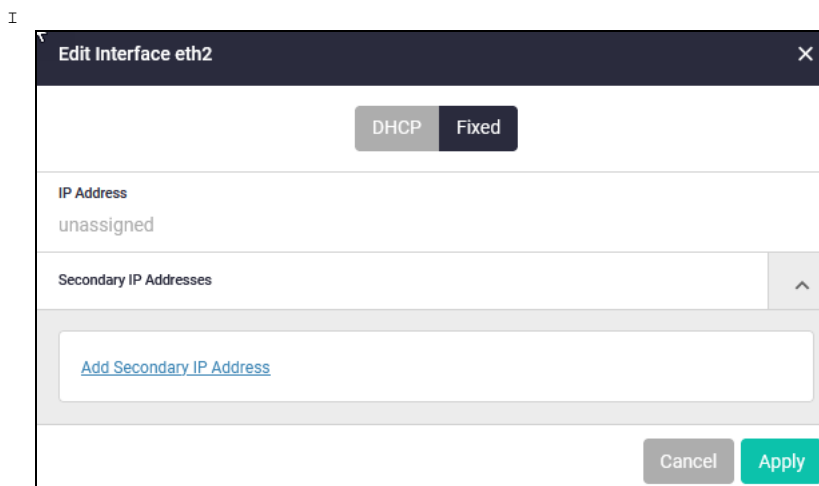 Edit Interface eth2
DHCP Fixed
IP Address
unassigned
Secondary IP Addresses
Add Secondary IP Address
Cancel Apply